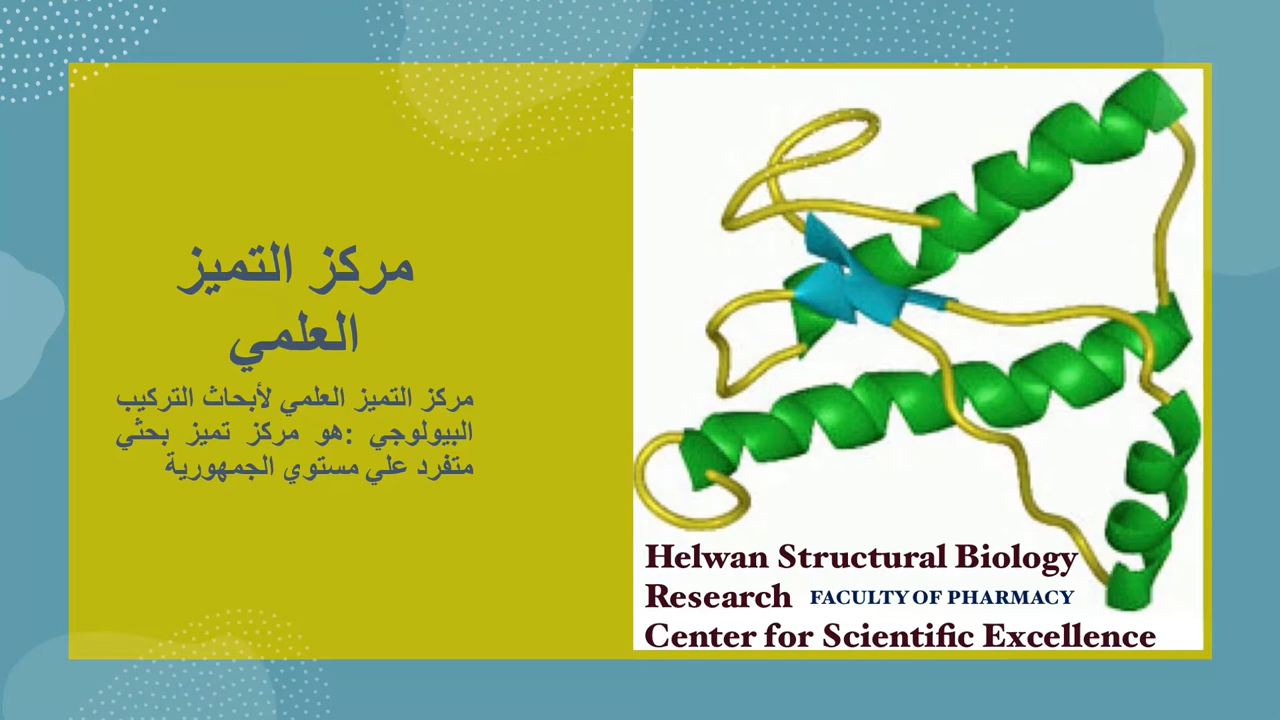 مركز التميز
العلمي
مركز التميز العلمي لأبحاث التركيب
البيولوجي :هو مركز تميز بحثي
متفرد علي مستوي الجمهورية
Helwan Structural Biology
Research FACULTY OF PHARMACY
Center for Scientific Excellence